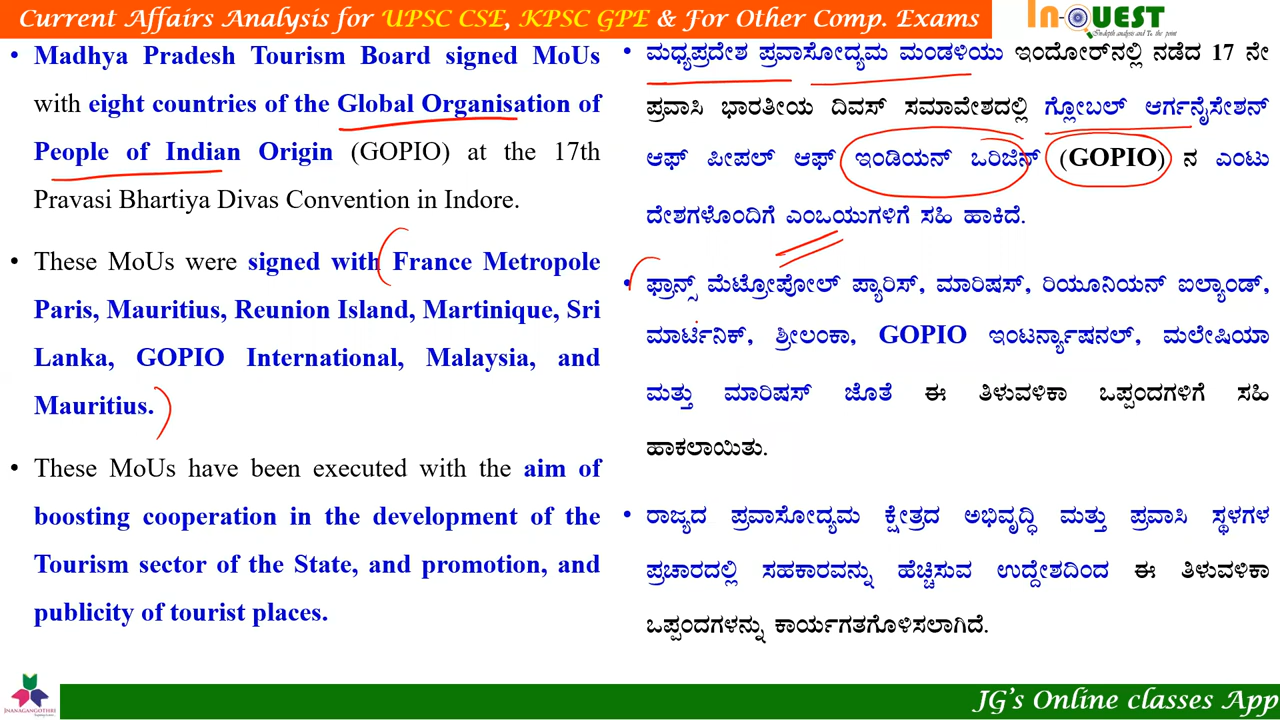 Current Affairs Analysis for UPSC CSE, KPSC GPE & For Other Comp. Exams
In-QUEST
In-depth analysis and To the point
• Madhya Pradesh Tourism Board signed MoUs
with eight countries of the Global Organisation of
People of Indian Origin (GOPIO) at the 17th
Pravasi Bhartiya Divas Convention in Indore.
• These MoUs were signed with France Metropole
Paris, Mauritius, Reunion Island, Martinique, Sri
Lanka, GOPIO International, Malaysia, and
Mauritius.
• These MoUs have been executed with the aim of
boosting cooperation in the development of the
Tourism sector of the State, and promotion, and
publicity of tourist places.
• ಮಧ್ಯಪ್ರದೇಶ ಪ್ರವಾಸೋದ್ಯಮ ಮಂಡಳಿಯು ಇಂದೋರ್‌ನಲ್ಲಿ ನಡೆದ 17 ನೇ
ಪ್ರವಾಸಿ ಭಾರತೀಯ ದಿವಸ್ ಸಮಾವೇಶದಲ್ಲಿ ಗ್ಲೋಬಲ್ ಆರ್ಗನೈಸೇಶನ್
ಆಫ್ ಪೀಪಲ್ ಆಫ್ ಇಂಡಿಯನ್ ಒರಿಜಿನ್ (GOPIO) ನ ಎಂಟು
ದೇಶಗಳೊಂದಿಗೆ ಎಂಒಯುಗಳಿಗೆ ಸಹಿ ಹಾಕಿದೆ.
• ಫ್ರಾನ್ಸ್ ಮೆಟ್ರೋಪೋಲ್ ಪ್ಯಾರಿಸ್, ಮಾರಿಷಸ್, ರಿಯೂನಿಯನ್ ಐಲ್ಯಾಂಡ್,
ಮಾರ್ಟಿನಿಕ್, ಶ್ರೀಲಂಕಾ, GOPIO ಇಂಟರ್ನ್ಯಾಷನಲ್, ಮಲೇಷಿಯಾ
ಮತ್ತು ಮಾರಿಷಸ್ ಜೊತೆ ಈ ತಿಳುವಳಿಕಾ ಒಪ್ಪಂದಗಳಿಗೆ ಸಹಿ
ಹಾಕಲಾಯಿತು.
• ರಾಜ್ಯದ ಪ್ರವಾಸೋದ್ಯಮ ಕ್ಷೇತ್ರದ ಅಭಿವೃದ್ಧಿ ಮತ್ತು ಪ್ರವಾಸಿ ಸ್ಥಳಗಳ
ಪ್ರಚಾರದಲ್ಲಿ ಸಹಕಾರವನ್ನು ಹೆಚ್ಚಿಸುವ ಉದ್ದೇಶದಿಂದ ಈ ತಿಳುವಳಿಕಾ
ಒಪ್ಪಂದಗಳನ್ನು ಕಾರ್ಯಗತಗೊಳಿಸಲಾಗಿದೆ.
JNANAGANGOTHRI
JG's Online classes App